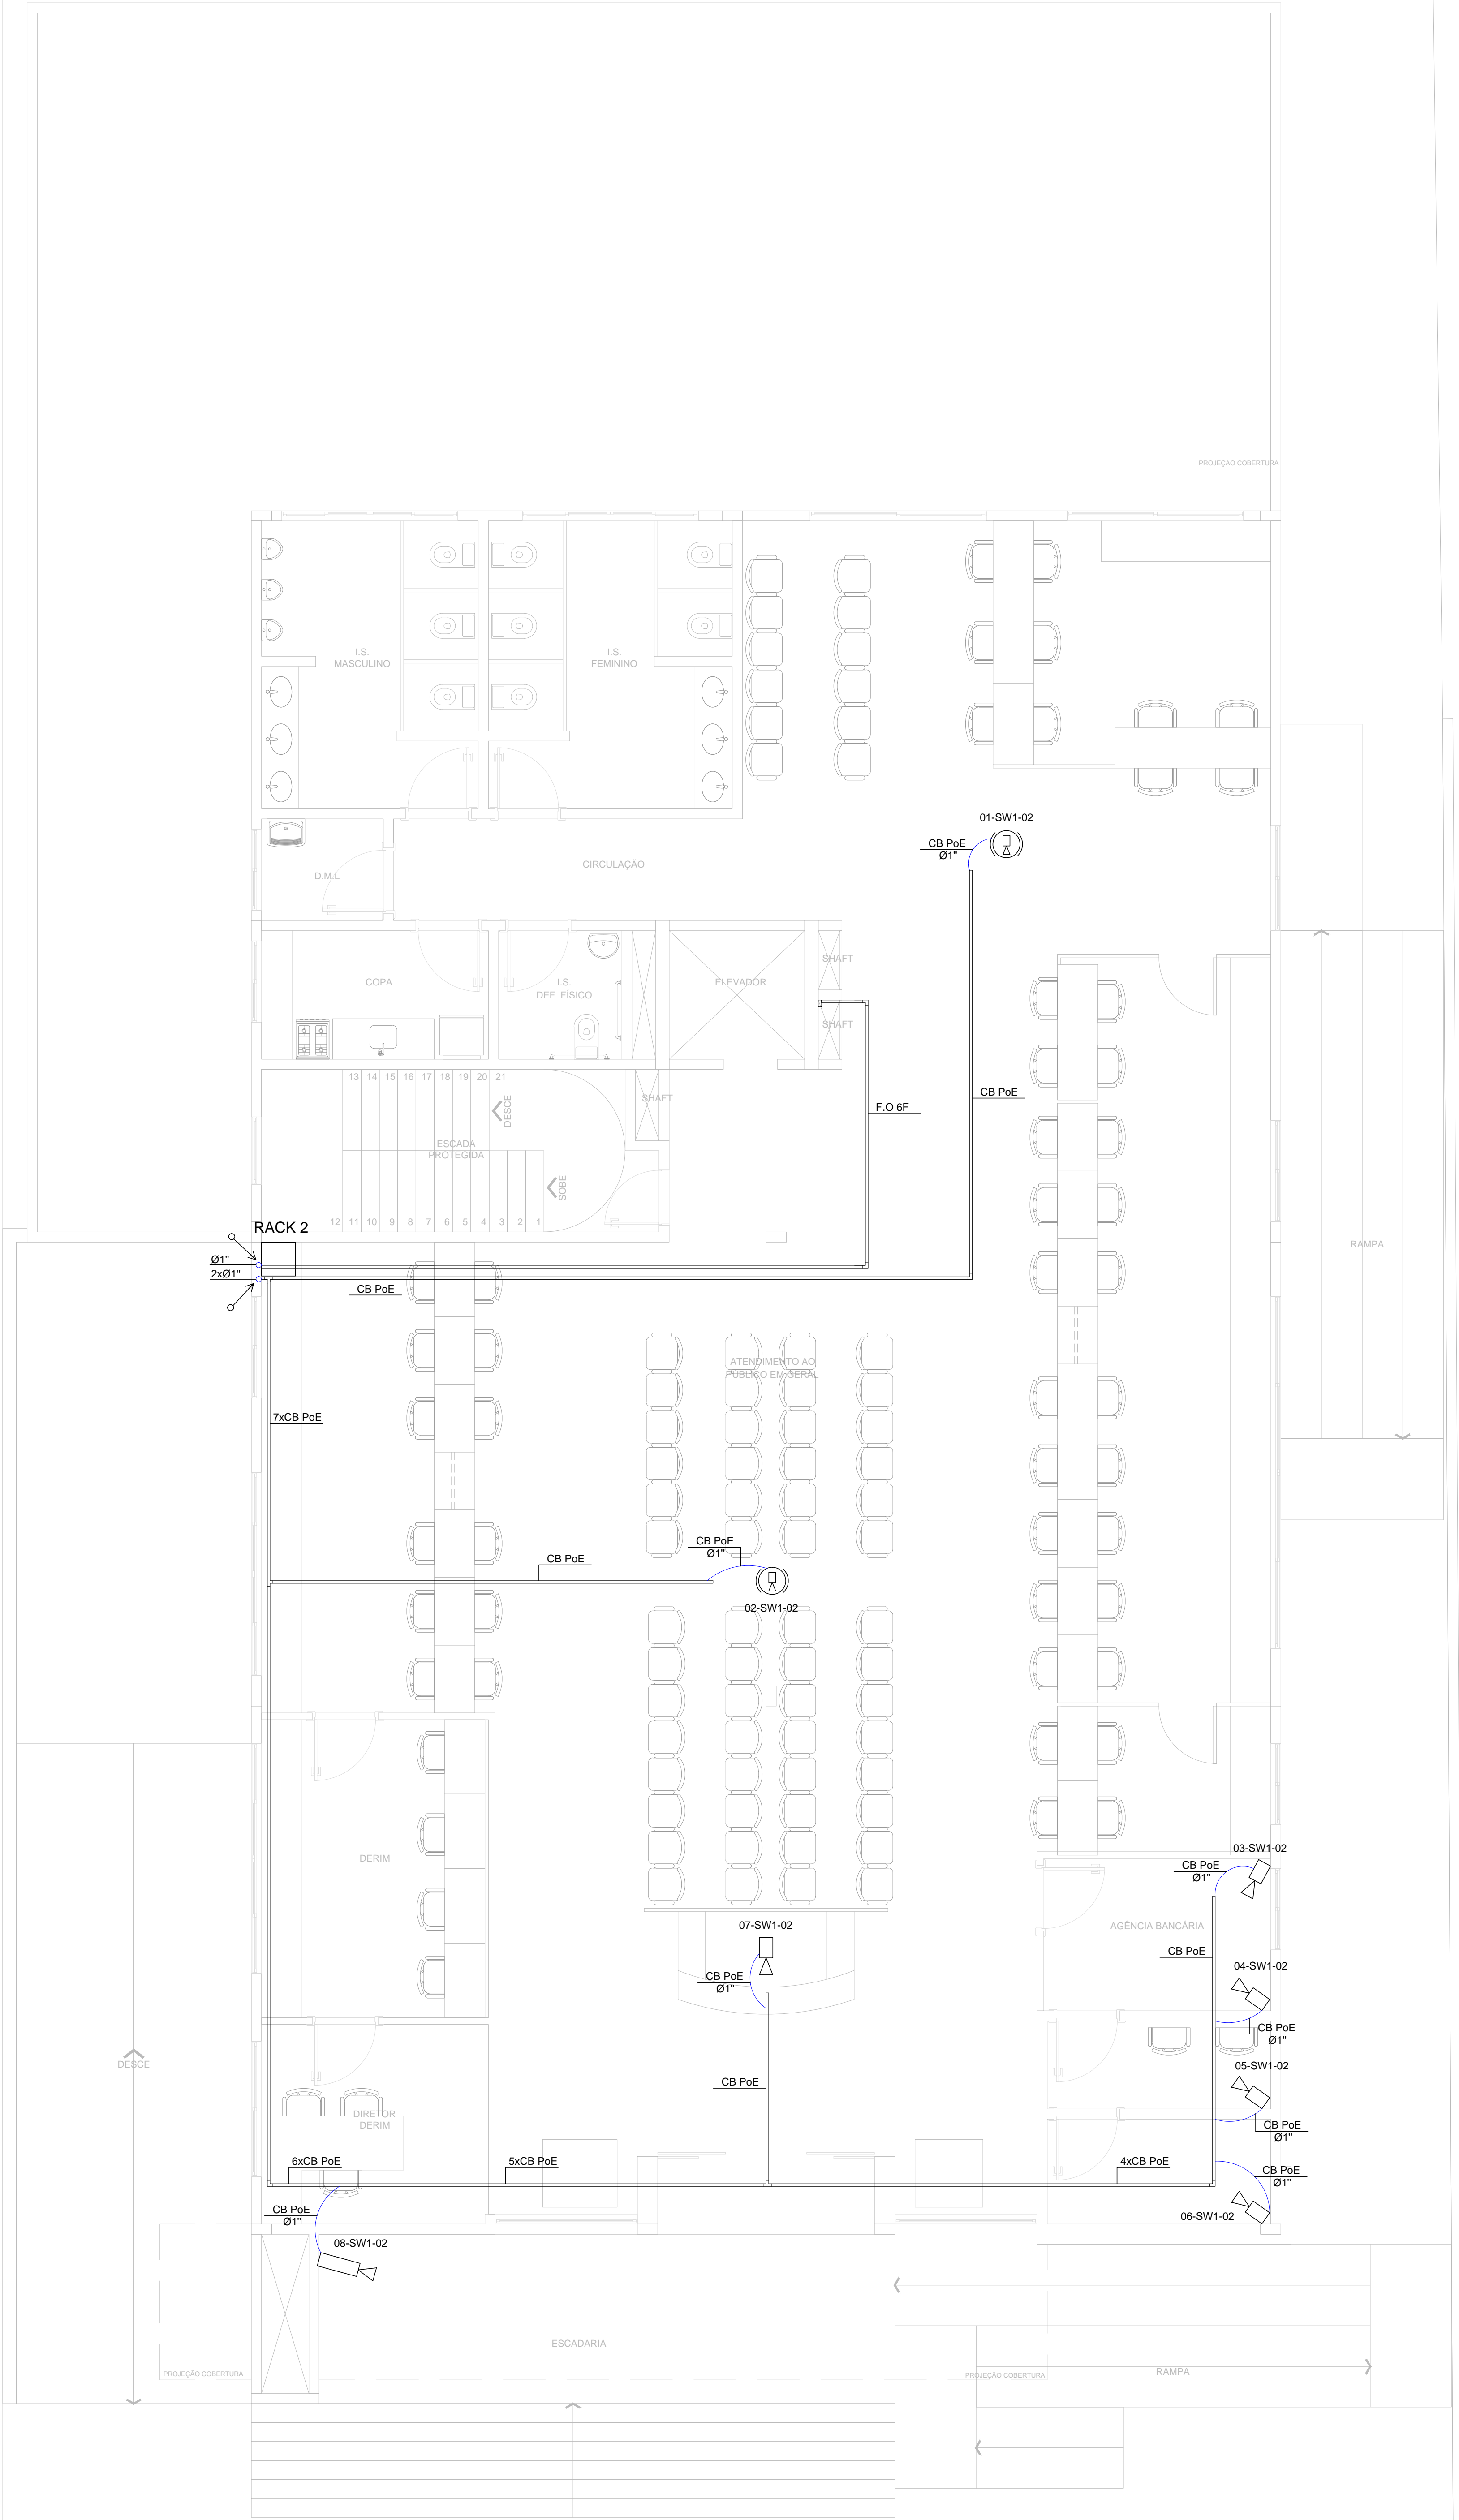 PROJEÇÃO COBERTURA
I.S.
MASCULINO
I.S.
FEMININO
01-SW1-02
CB PoE
Ø1"
CIRCULAÇÃO
D.M.L
SHAFT
COPA
I.S.
DEF. FÍSICO
ELEVADOR
SHAFT
13 14 15 16 17 18 19 20 21
DESCE
SHAFT
CB PoE
F.O 6F
ESCADA
PROTEGIDA
SOBE
12 11 10 9 8 7 6 5 4 3 2 1
RACK 2
RAMPA
Ø1"
2xØ1"
CB PoE
ATENDIMENTO AO
PÚBLICO EM GERAL
7xCB PoE
CB PoE
Ø1"
CB PoE
02-SW1-02
03-SW1-02
CB PoE
Ø1"
DERIM
AGÊNCIA BANCÁRIA
07-SW1-02
CB PoE
04-SW1-02
CB PoE
Ø1"
CB PoE
Ø1"
DESCE
05-SW1-02
CB PoE
DIRETOR
DERIM
CB PoE
Ø1"
6xCB PoE
5xCB PoE
4xCB PoE
CB PoE
Ø1"
CB PoE
Ø1"
06-SW1-02
08-SW1-02
ESCADARIA
PROJEÇÃO COBERTURA
PROJEÇÃO COBERTURA
RAMPA